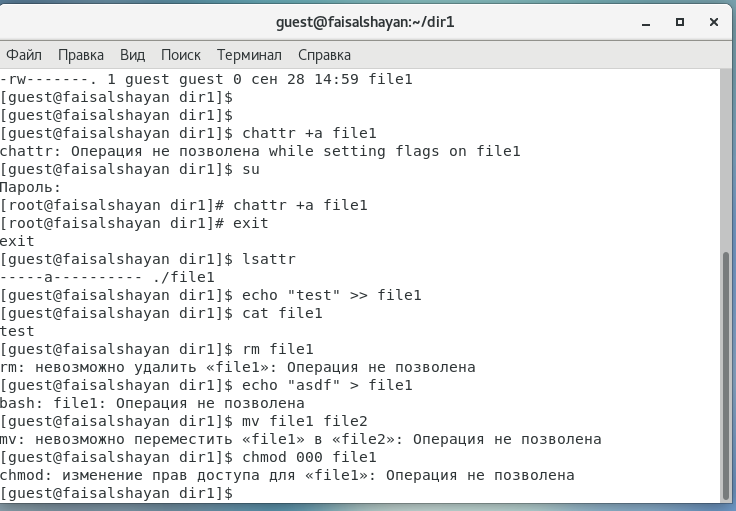 guest@faisalshayan:~/dir1
Файл Правка Вид Поиск Терминал Справка
-rw-------. 1 guest guest 0 сен 28 14:59 file1
[guest@faisalshayan dir1]$
[guest@faisalshayan dir1]$
[guest@faisalshayan dir1]$ chattr +a file1
chattr: Операция не позволена while setting flags on file1
[guest@faisalshayan dir1]$ su
Пароль:
[root@faisalshayan dir1]# chattr +a file1
[root@faisalshayan dir1]# exit
exit
[guest@faisalshayan dir1]$ lsattr
-----a---------- ./file1
[guest@faisalshayan dir1]$ echo "test" >> file1
[guest@faisalshayan dir1]$ cat file1
test
[guest@faisalshayan dir1]$ rm file1
rm: невозможно удалить «file1»: Операция не позволена
[guest@faisalshayan dir1]$ echo "asdf" > file1
bash: file1: Операция не позволена
[guest@faisalshayan dir1]$ mv file1 file2
mv: невозможно переместить «file1» в «file2»: Операция не позволена
[guest@faisalshayan dir1]$ chmod 000 file1
chmod: изменение прав доступа для «file1»: Операция не позволена
[guest@faisalshayan dir1]$